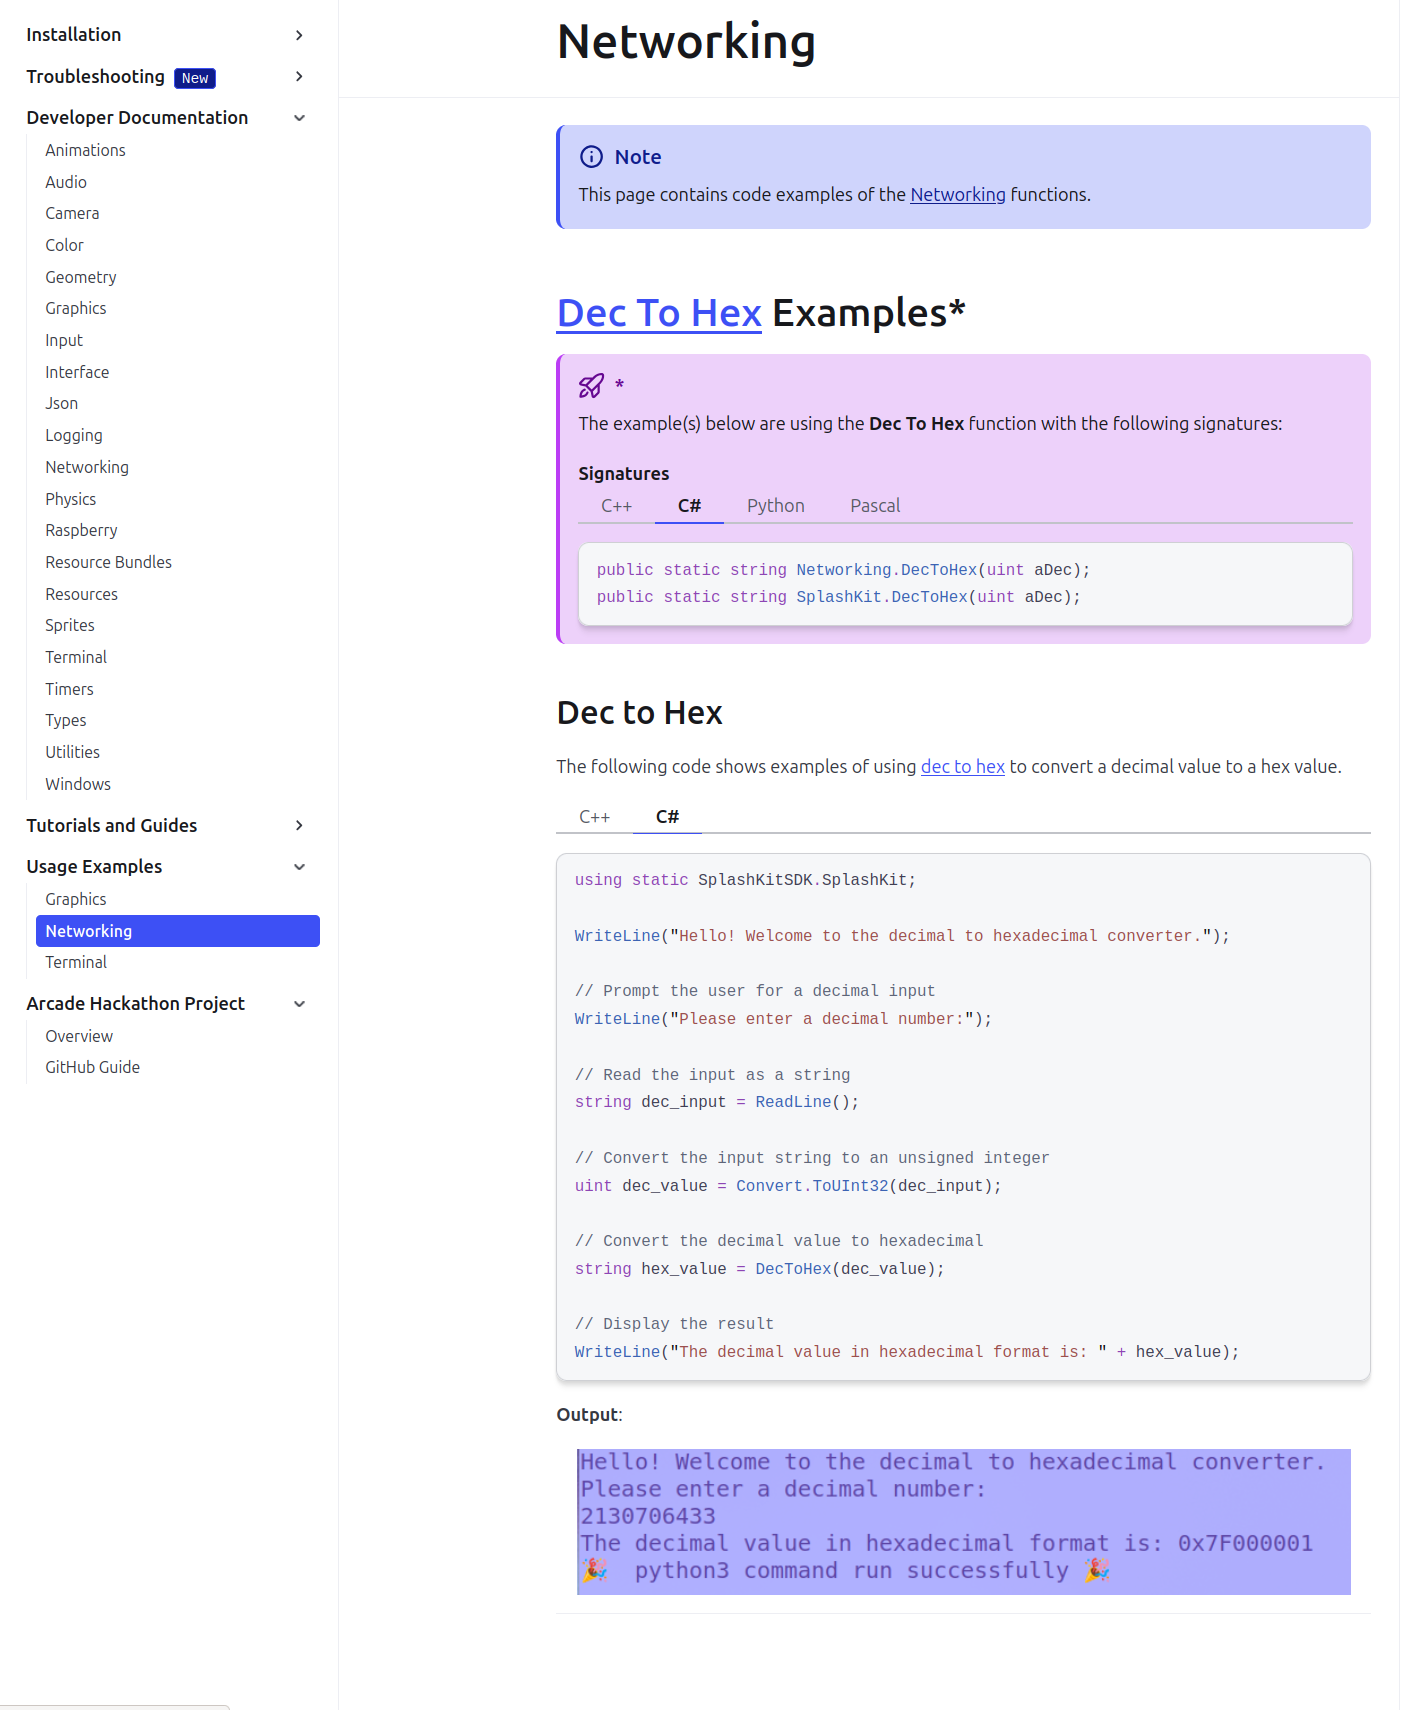 Installation
Troubleshooting New
Developer Documentation
Animations
Audio
Camera
Color
Geometry
Graphics
Input
Interface
Json
Logging
Networking
Physics
Raspberry
Resource Bundles
Resources
Sprites
Terminal
Timers
Types
Utilities
Windows
Tutorials and Guides
Usage Examples
Graphics
Networking
Terminal
Arcade Hackathon Project
Overview
GitHub Guide
Networking
Note
This page contains code examples of the Networking functions.
Dec To Hex Examples*
*
The example(s) below are using the Dec To Hex function with the following signatures:
Signatures
C++ C# Python Pascal
public static string Networking.DecToHex(uint aDec);
public static string SplashKit.DecToHex(uint aDec);
Dec to Hex
The following code shows examples of using dec to hex to convert a decimal value to a hex value.
C++ C#
using static SplashKitSDK.SplashKit;
WriteLine("Hello! Welcome to the decimal to hexadecimal converter.");
// Prompt the user for a decimal input
WriteLine("Please enter a decimal number:");
// Read the input as a string
string dec_input = ReadLine();
// Convert the input string to an unsigned integer
uint dec_value = Convert.ToUInt32(dec_input);
// Convert the decimal value to hexadecimal
string hex_value = DecToHex(dec_value);
// Display the result
WriteLine("The decimal value in hexadecimal format is: " + hex_value);
Output:
Hello! Welcome to the decimal to hexadecimal converter.
Please enter a decimal number:
2130706433
The decimal value in hexadecimal format is: 0x7F000001
🎉 python3 command run successfully 🎉